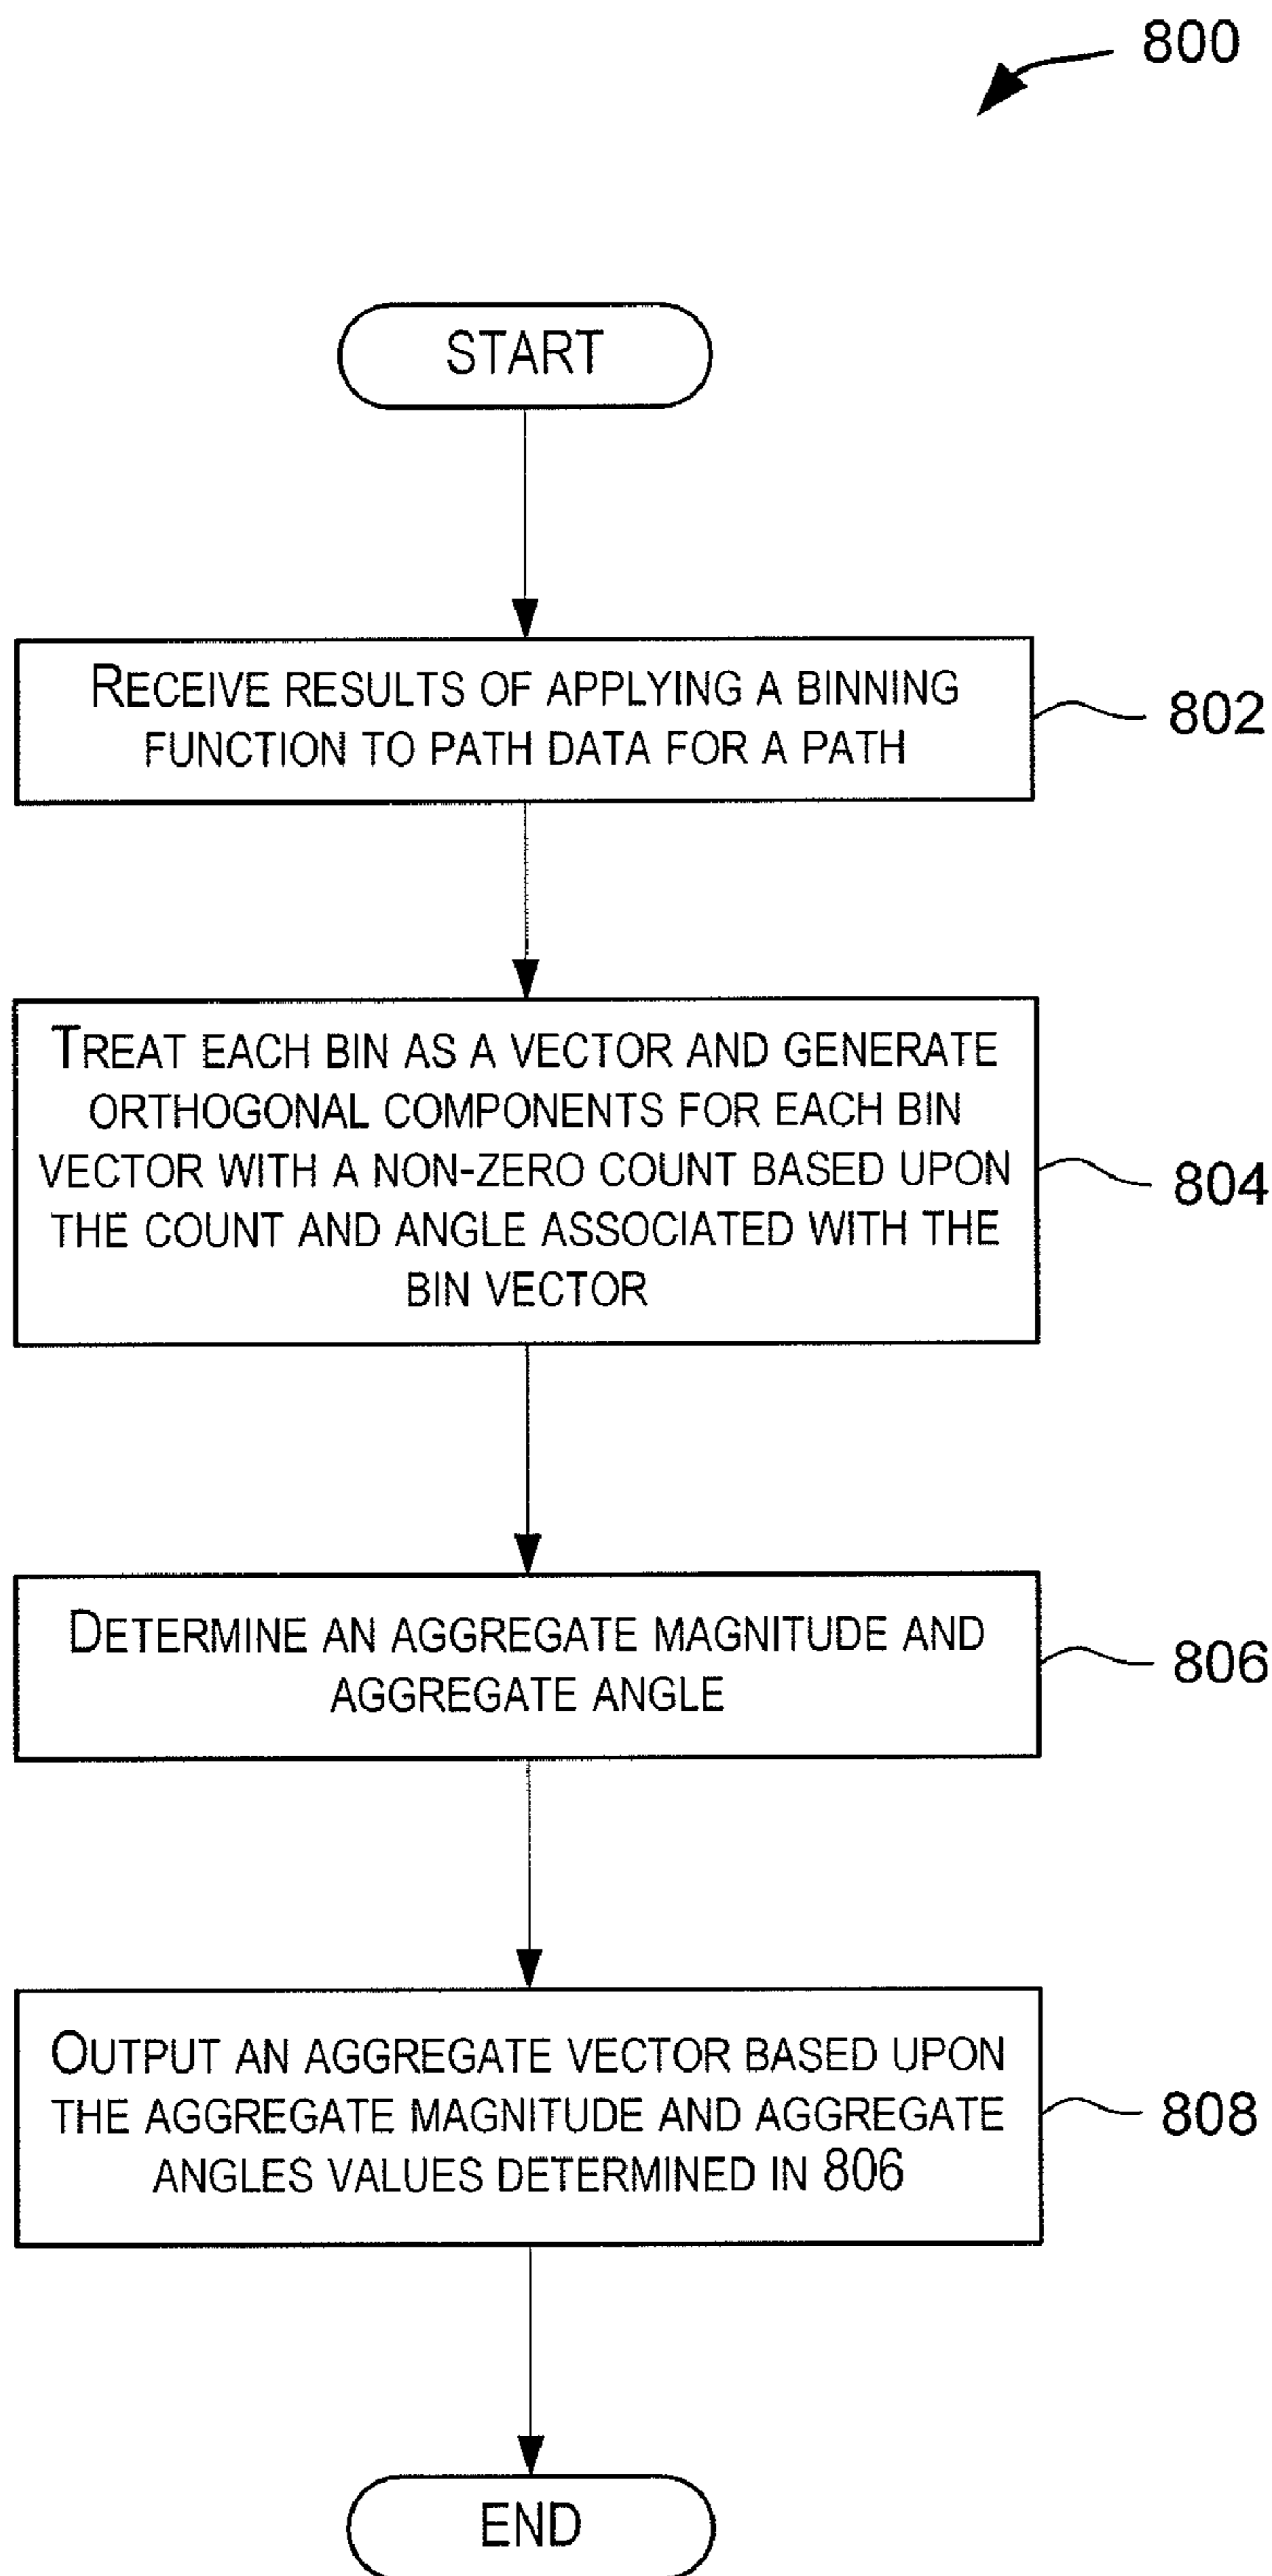 800
START
RECEIVE RESULTS OF APPLYING A BINNING
FUNCTION TO PATH DATA FOR A PATH
802
TREAT EACH BIN AS A VECTOR AND GENERATE
ORTHOGONAL COMPONENTS FOR EACH BIN
VECTOR WITH A NON-ZERO COUNT BASED UPON
THE COUNT AND ANGLE ASSOCIATED WITH THE
BIN VECTOR
804
DETERMINE AN AGGREGATE MAGNITUDE AND
AGGREGATE ANGLE
806
OUTPUT AN AGGREGATE VECTOR BASED UPON
THE AGGREGATE MAGNITUDE AND AGGREGATE
ANGLES VALUES DETERMINED IN 806
808
END